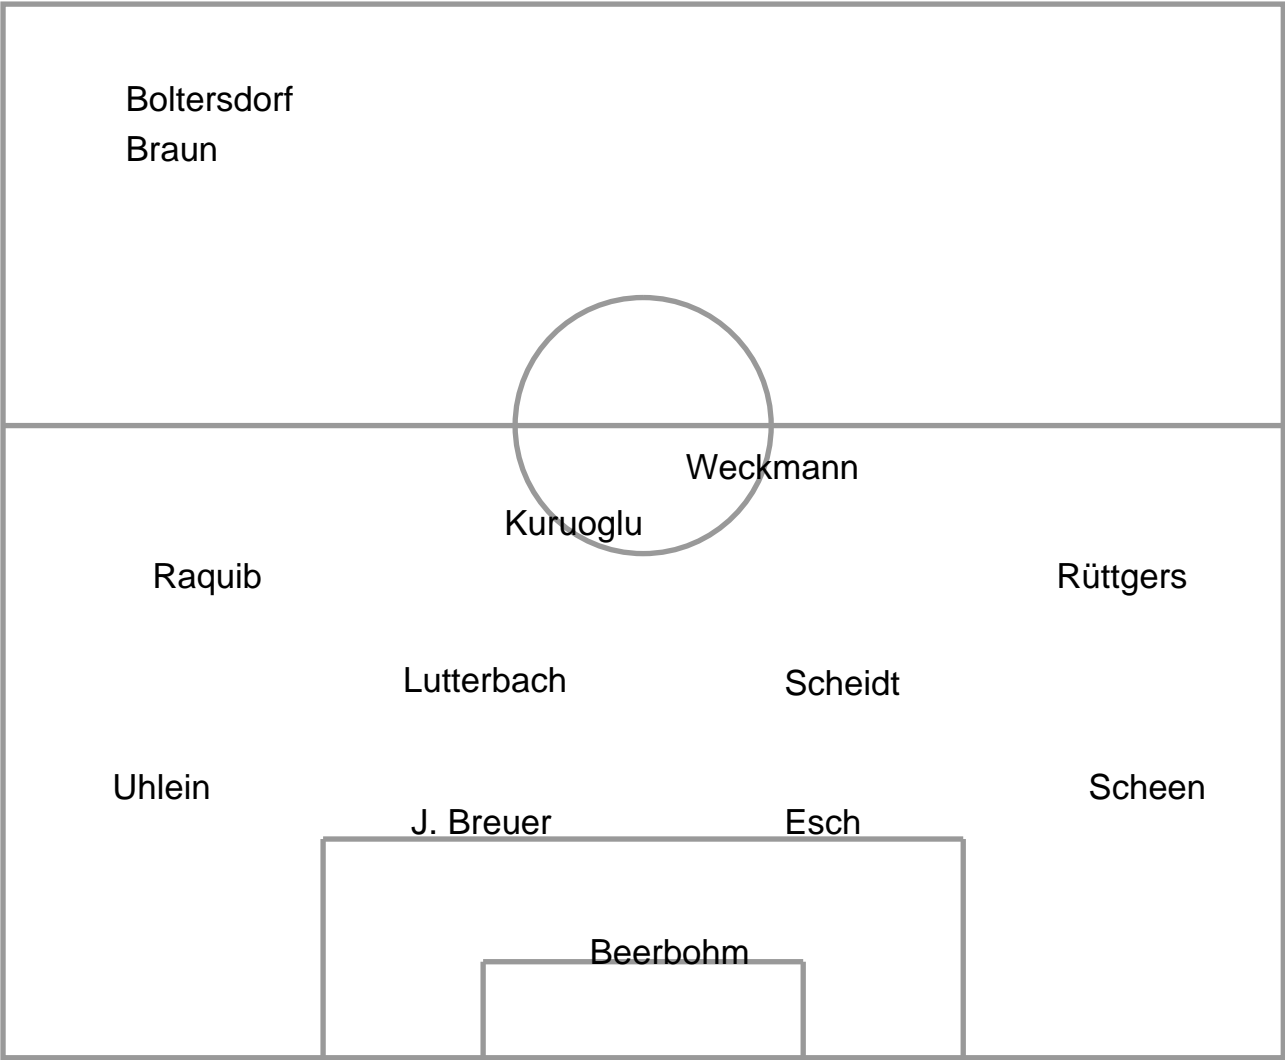 Boltersdorf
Braun
Weckmann
Kuruoglu
Raquib
Rüttgers
Lutterbach
Scheidt
Uhlein
Scheen
J. Breuer
Esch
Beerbohm